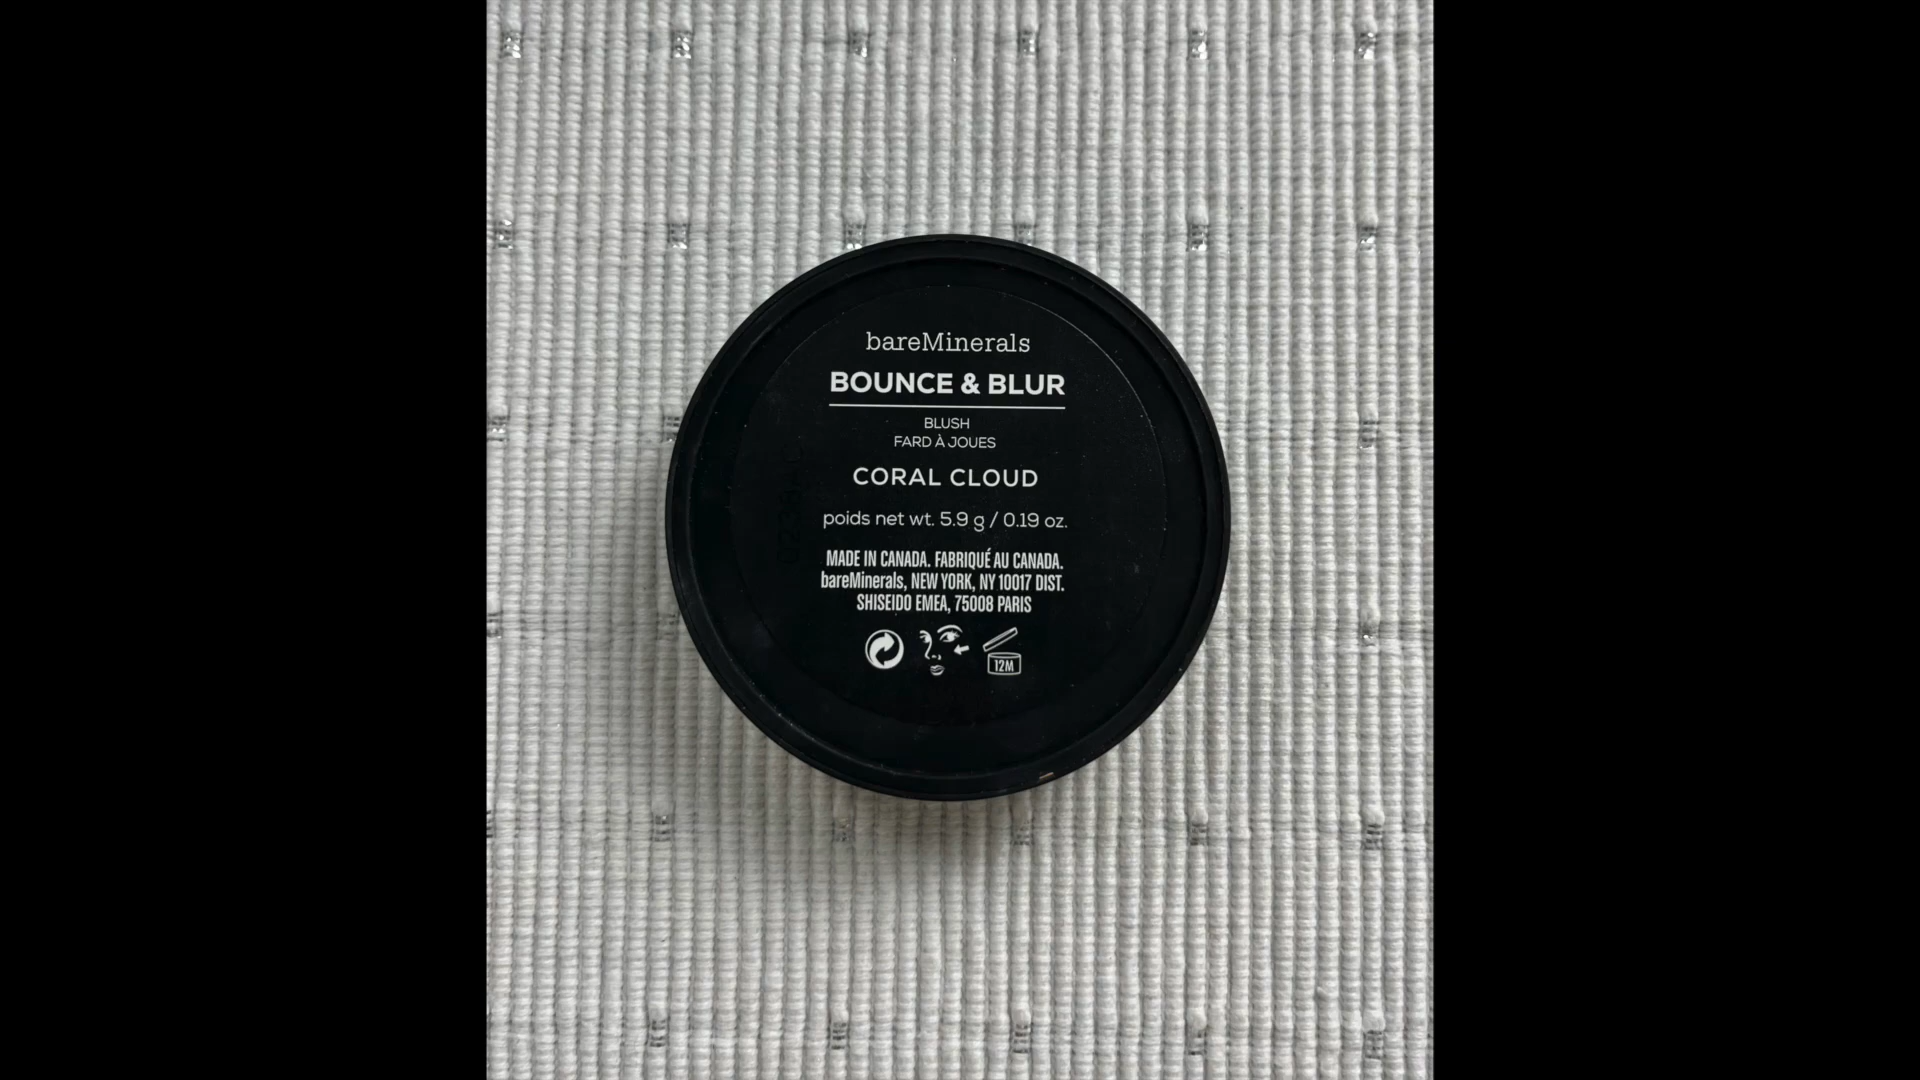 bareMinerals
BOUNCE & BLUR
BLUSH
FARD À JOUES
CORAL CLOUD
poids net wt. 5.9 g / 0.19 oz.
MADE IN CANADA. FABRIQUÉ AU CANADA.
bareMinerals, NEW YORK, NY 10017 DIST.
SHISEIDO EMEA, 75008 PARIS
12M